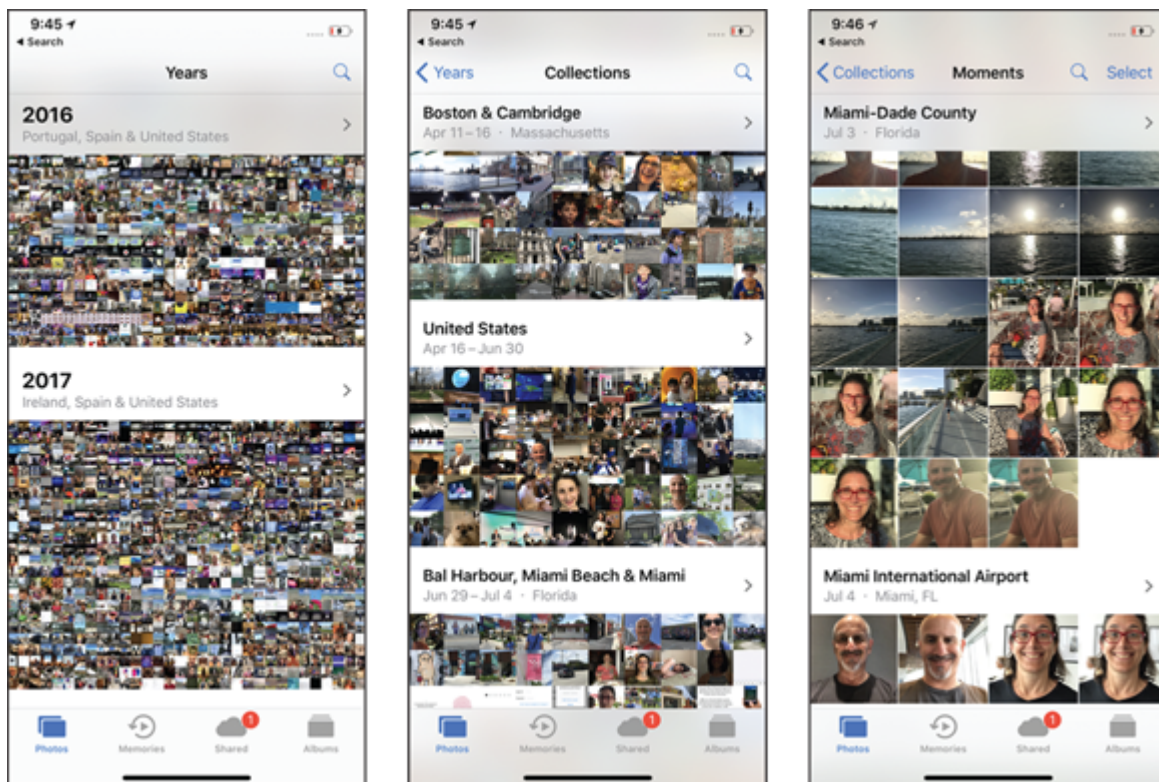 9:45
Search
Years
2016
Portugal, Spain & United States
2017
Ireland, Spain & United States
Photos
Memories
1
Shared
Albums
9:45
Search
Years
Collections
Boston & Cambridge
Apr 11–16 · Massachusetts
United States
Apr 16 – Jun 30
Bal Harbour, Miami Beach & Miami
Jun 29 – Jul 4 · Florida
Photos
Memories
1
Shared
Albums
9:46
Search
Collections
Moments
Select
Miami-Dade County
Jul 3 · Florida
Miami International Airport
Jul 4 · Miami, FL
Photos
Memories
1
Shared
Albums